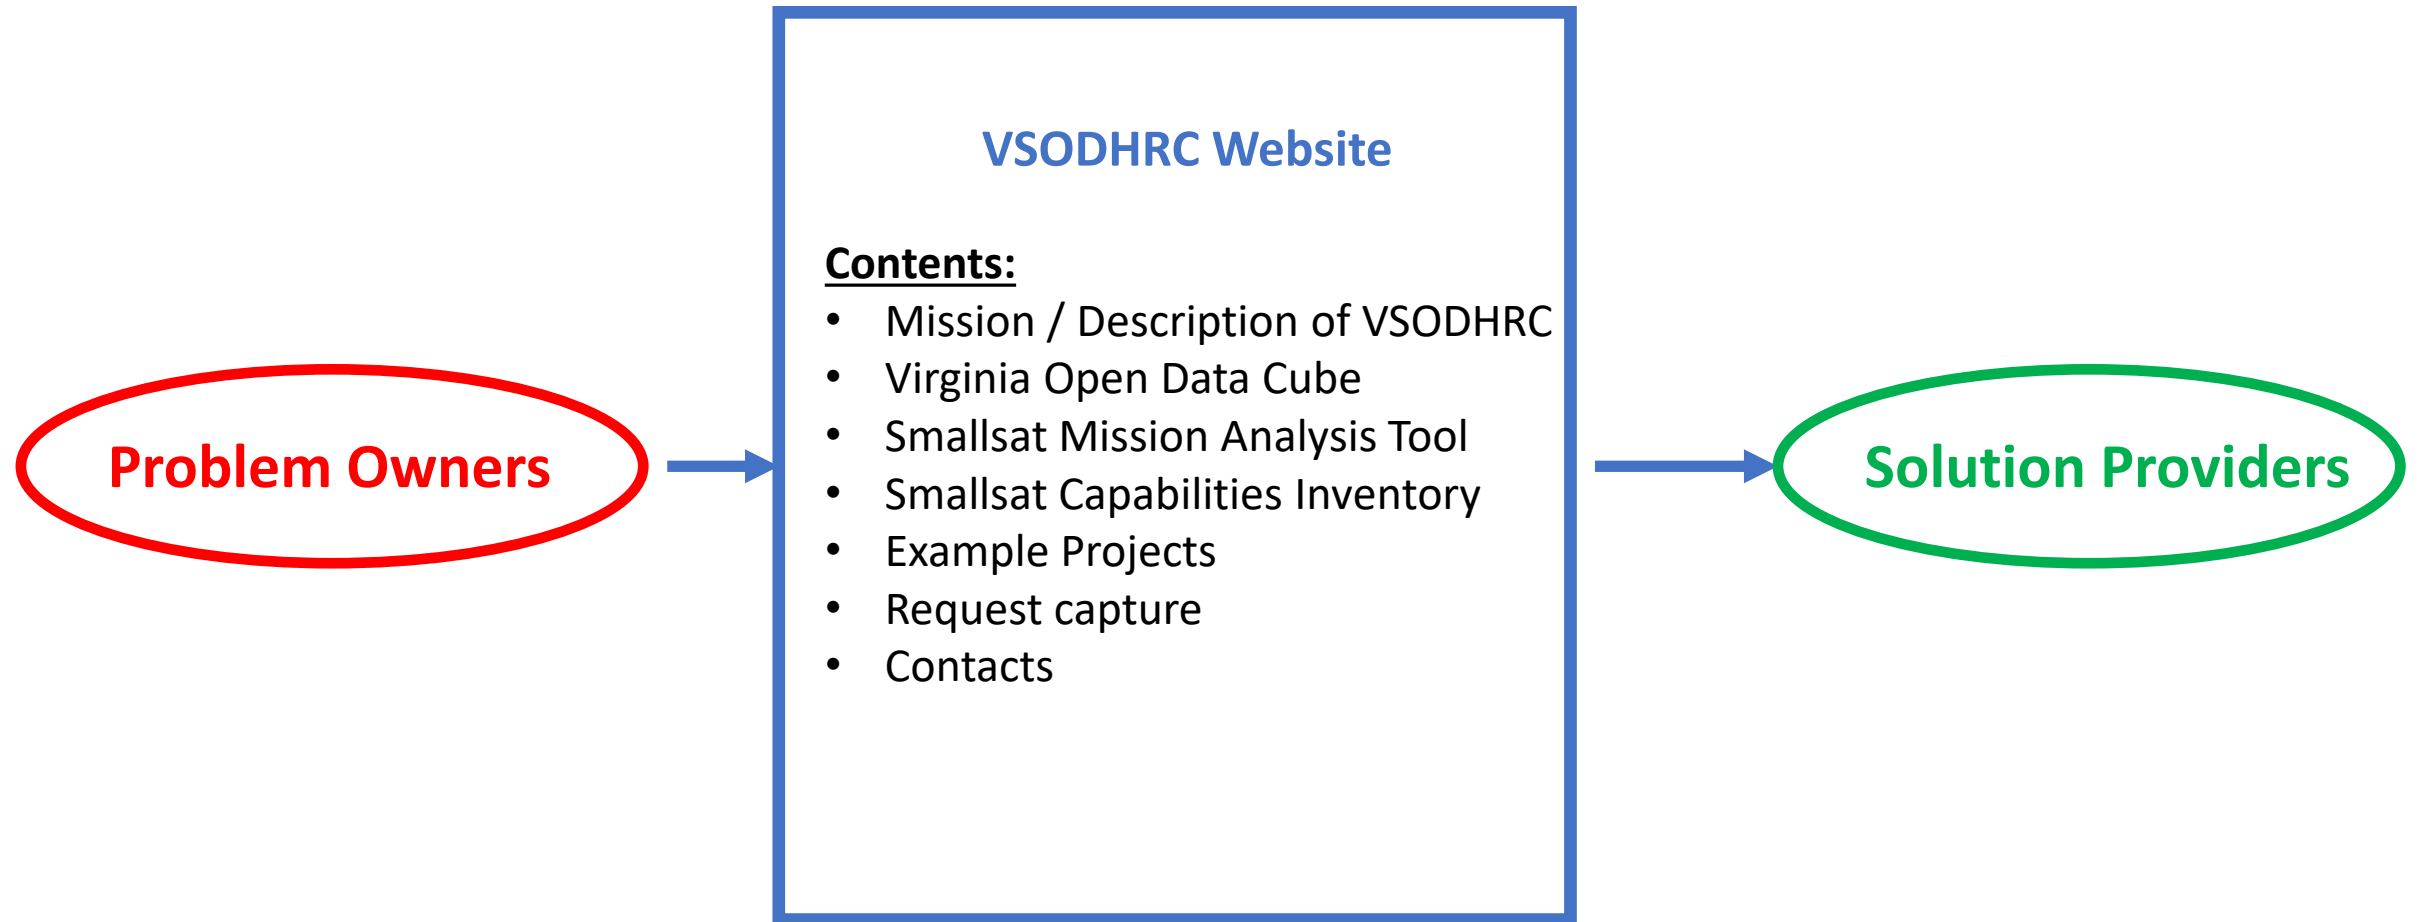 Problem Owners
VSODHRC Website
Contents:
• Mission / Description of VSODHRC
• Virginia Open Data Cube
• Smallsat Mission Analysis Tool
• Smallsat Capabilities Inventory
• Example Projects
• Request capture
• Contacts
Solution Providers